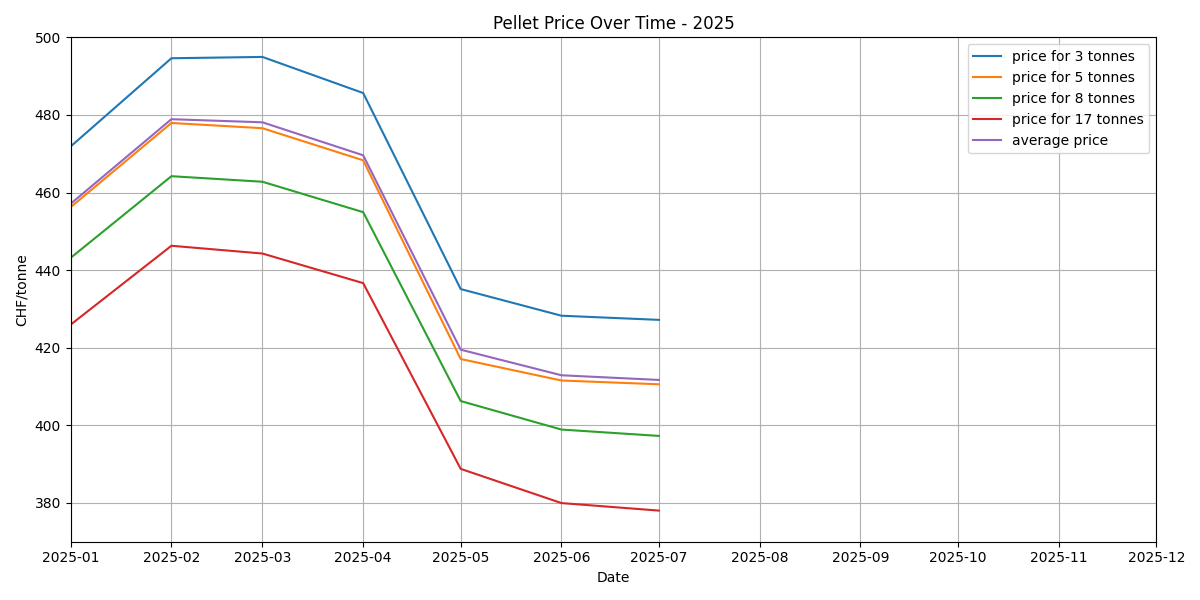 Pellet Price Over Time - 2025
500
480
460
440
420
400
380
CHF/tonne
price for 3 tonnes
price for 5 tonnes
price for 8 tonnes
price for 17 tonnes
average price
2025-01 2025-02 2025-03 2025-04 2025-05 2025-06 2025-07 2025-08 2025-09 2025-10 2025-11 2025-12
Date